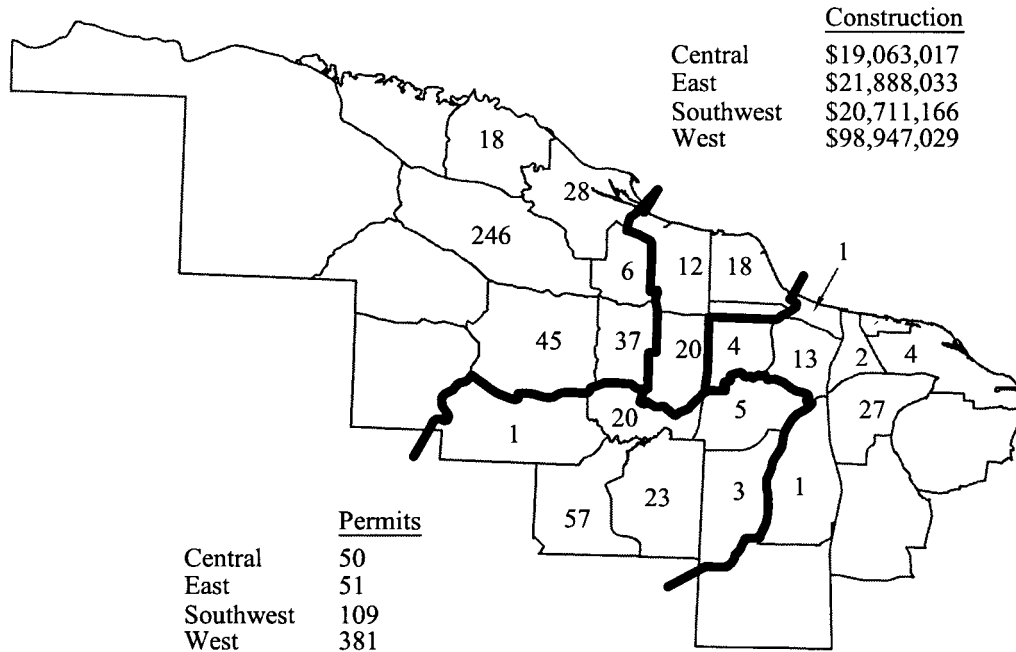 Construction
Central $19,063,017
East $21,888,033
Southwest $20,711,166
West $98,947,029
18
28
246
6
12
18
1
45
37
20
4
13
2
4
1
20
5
27
57
23
3
1
Permits
Central 50
East 51
Southwest 109
West 381